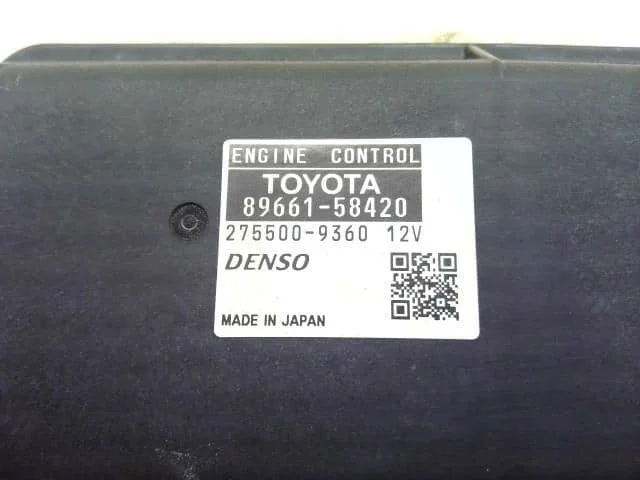 ENGINE CONTROL
TOYOTA
89661-58420
275500-9360 12V
DENSO
MADE IN JAPAN